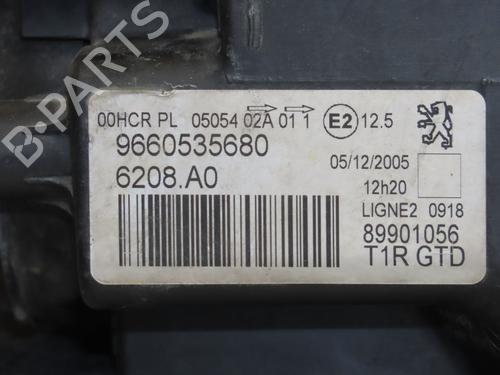 B-PARTS
00HCR PL 05054 02A 01 1 E2 12.5
9660535680
6208.A0
05/12/2005
12h20
LIGNE2 0918
89901056
T1R GTD